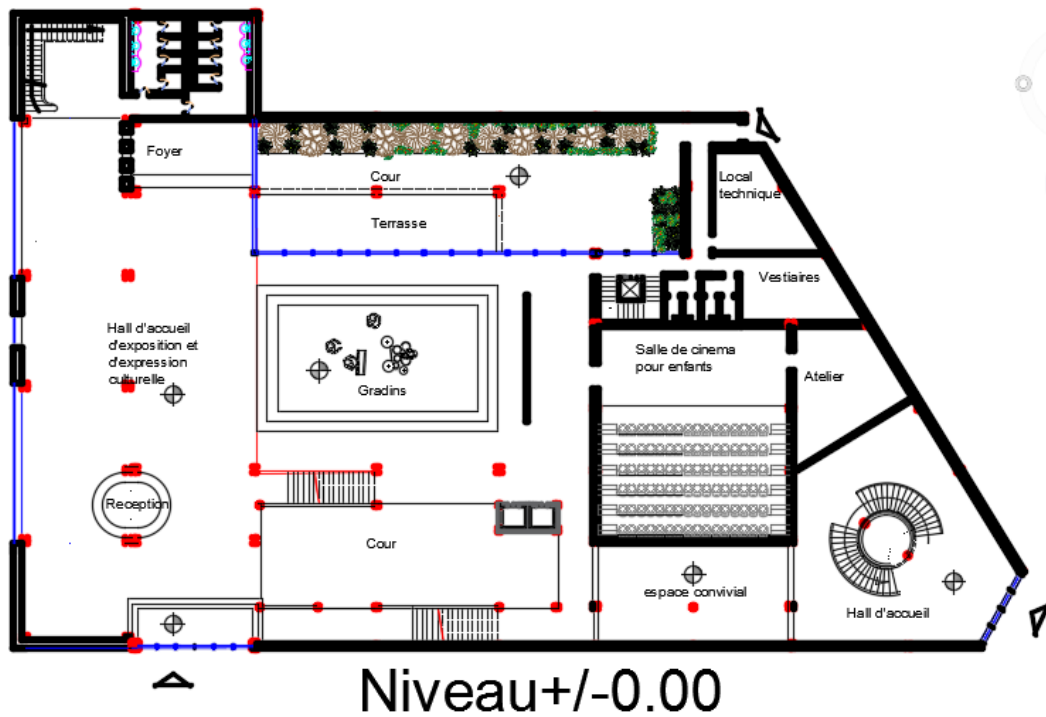 Foyer
Cour
Terrasse
Local
technique
Vestiaires
Hall d'accueil
d'exposition et
d'expression
culturelle
Gradins
Salle de cinema
pour enfants
Atelier
Reception
Cour
espace convivial
Hall d'accueil
Niveau+/-0.00